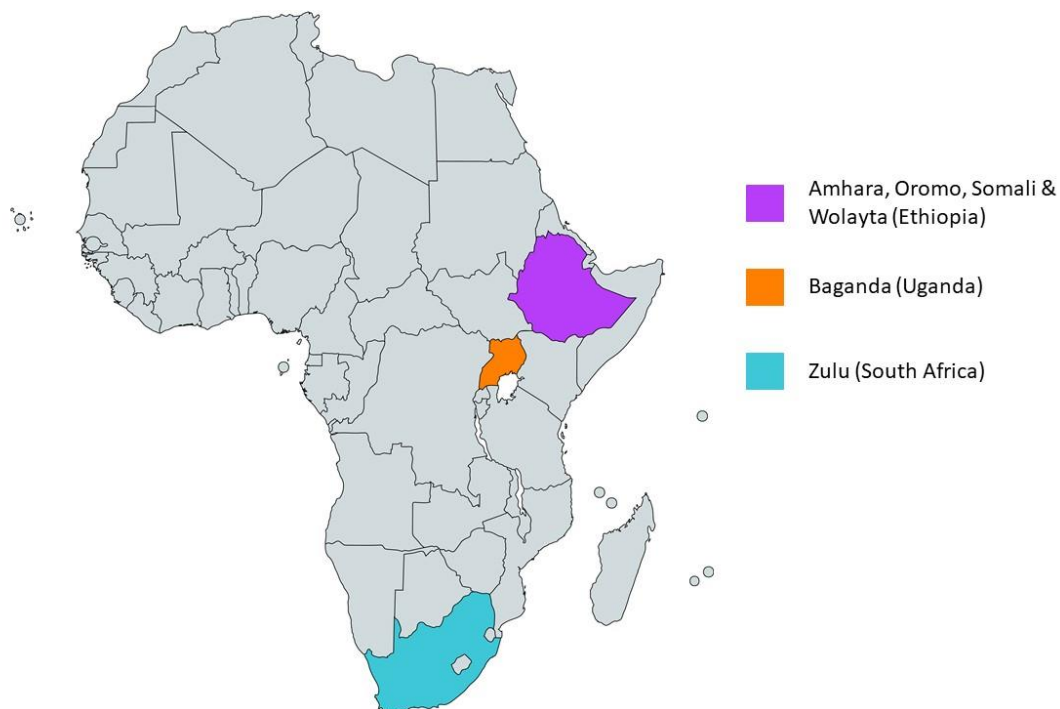 Amhara, Oromo, Somali &
Wolayta (Ethiopia)
Baganda (Uganda)
Zulu (South Africa)